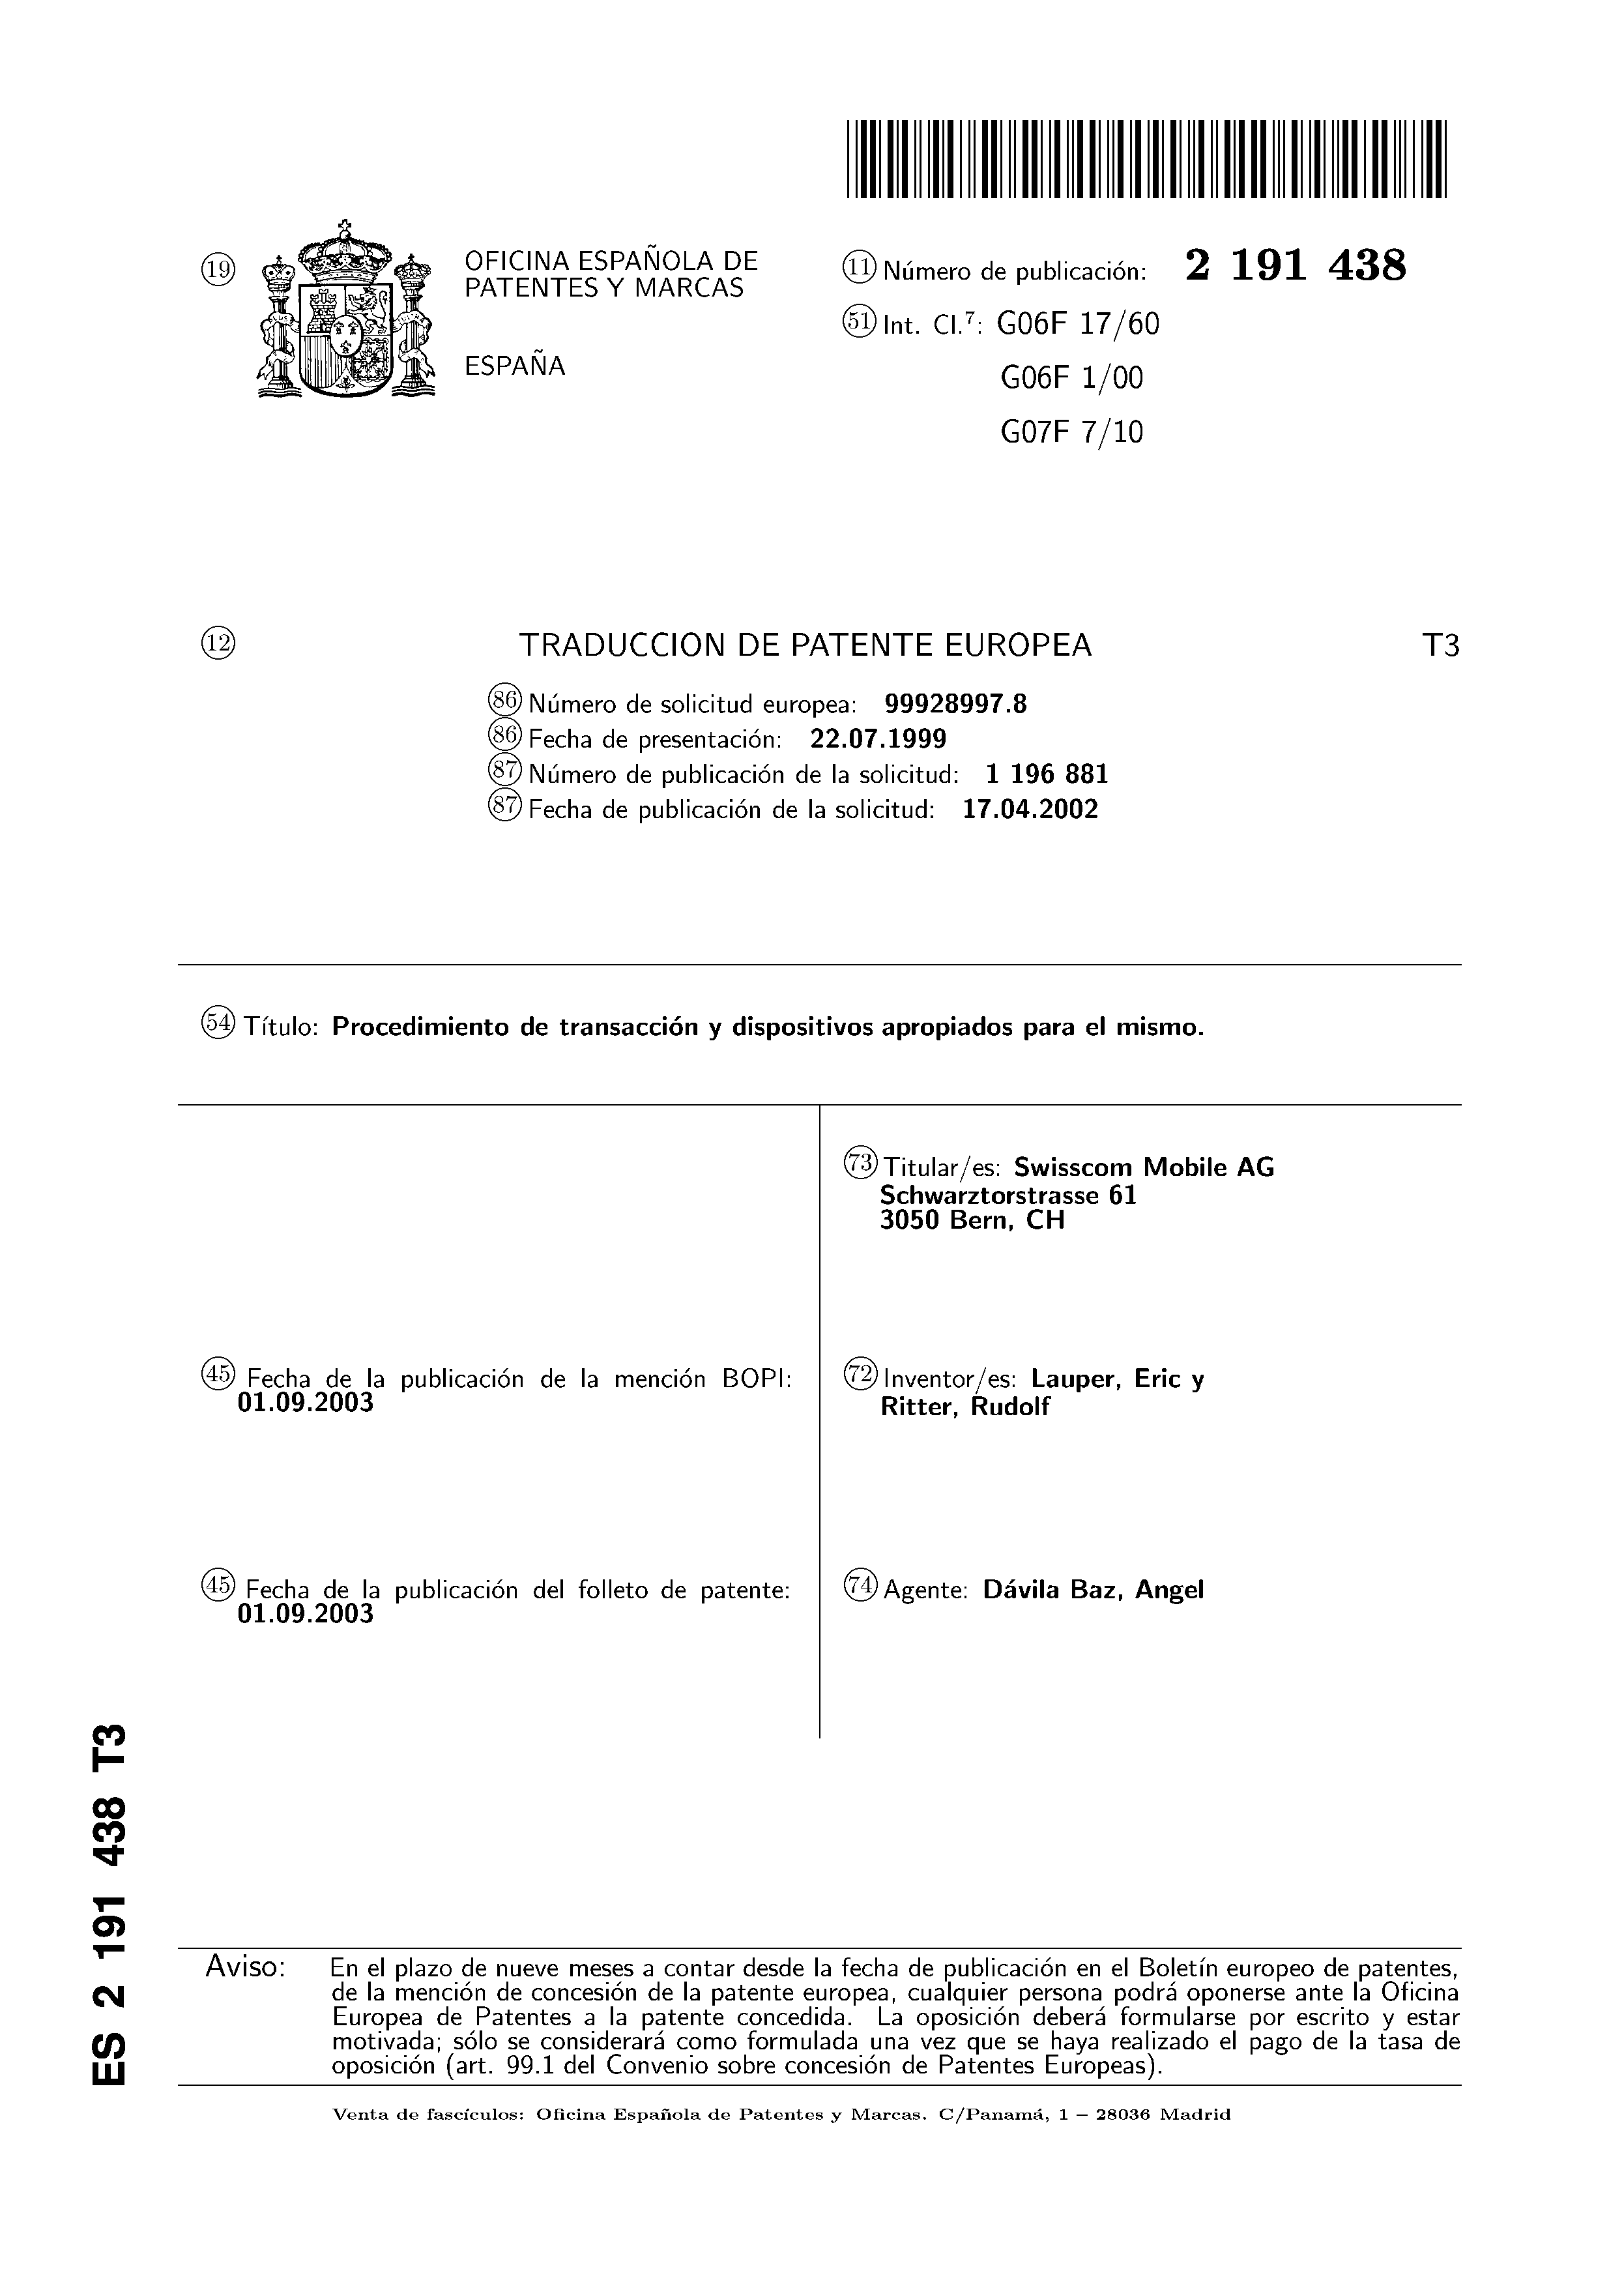 19
OFICINA ESPAÑOLA DE
PATENTES Y MARCAS
ESPAÑA
11 Número de publicación: 2 191 438
51 Int. Cl.7: G06F 17/60
G06F 1/00
G07F 7/10
12 TRADUCCION DE PATENTE EUROPEA T3
86 Número de solicitud europea: 99928997.8
86 Fecha de presentación: 22.07.1999
87 Número de publicación de la solicitud: 1 196 881
87 Fecha de publicación de la solicitud: 17.04.2002
54 Título: Procedimiento de transacción y dispositivos apropiados para el mismo.
73 Titular/es: Swisscom Mobile AG
Schwarztorstrasse 61
3050 Bern, CH
45 Fecha de la publicación de la mención BOPI:
01.09.2003
72 Inventor/es: Lauper, Eric y
Ritter, Rudolf
45 Fecha de la publicación del folleto de patente:
01.09.2003
74 Agente: Dávila Baz, Angel
ES 2 191 438 T3
Aviso: En el plazo de nueve meses a contar desde la fecha de publicación en el Boletín europeo de patentes,
de la mención de concesión de la patente europea, cualquier persona podrá oponerse ante la Oficina
Europea de Patentes a la patente concedida. La oposición deberá formularse por escrito y estar
motivada; sólo se considerará como formulada una vez que se haya realizado el pago de la tasa de
oposición (art. 99.1 del Convenio sobre concesión de Patentes Europeas).
Venta de fascículos: Oficina Española de Patentes y Marcas. C/Panamá, 1 – 28036 Madrid